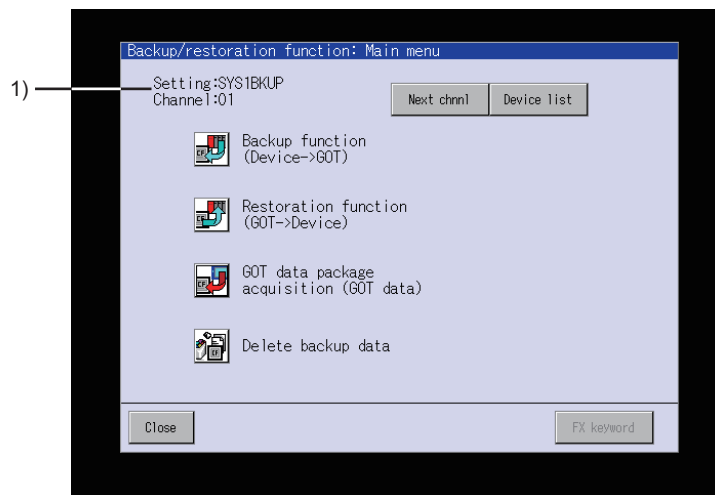 Backup/restoration function: Main menu
1)
Setting:SYS1BKUP
Channel:01
Next chnnl
Device list
Backup function
(Device->GOT)
Restoration function
(GOT->Device)
GOT data package
acquisition (GOT data)
Delete backup data
Close
FX keyword